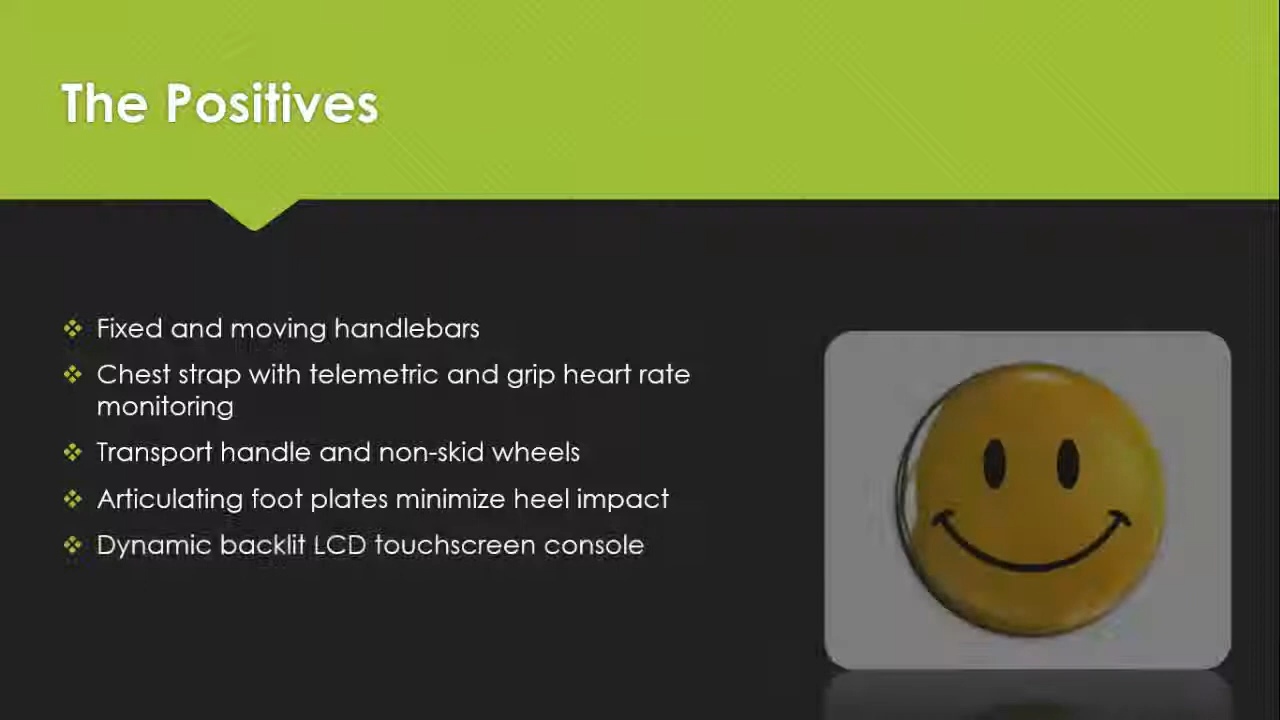 The Positives
Fixed and moving handlebars
Chest strap with telemetric and grip heart rate
monitoring
Transport handle and non-skid wheels
Articulating foot plates minimize heel impact
Dynamic backlit LCD touchscreen console